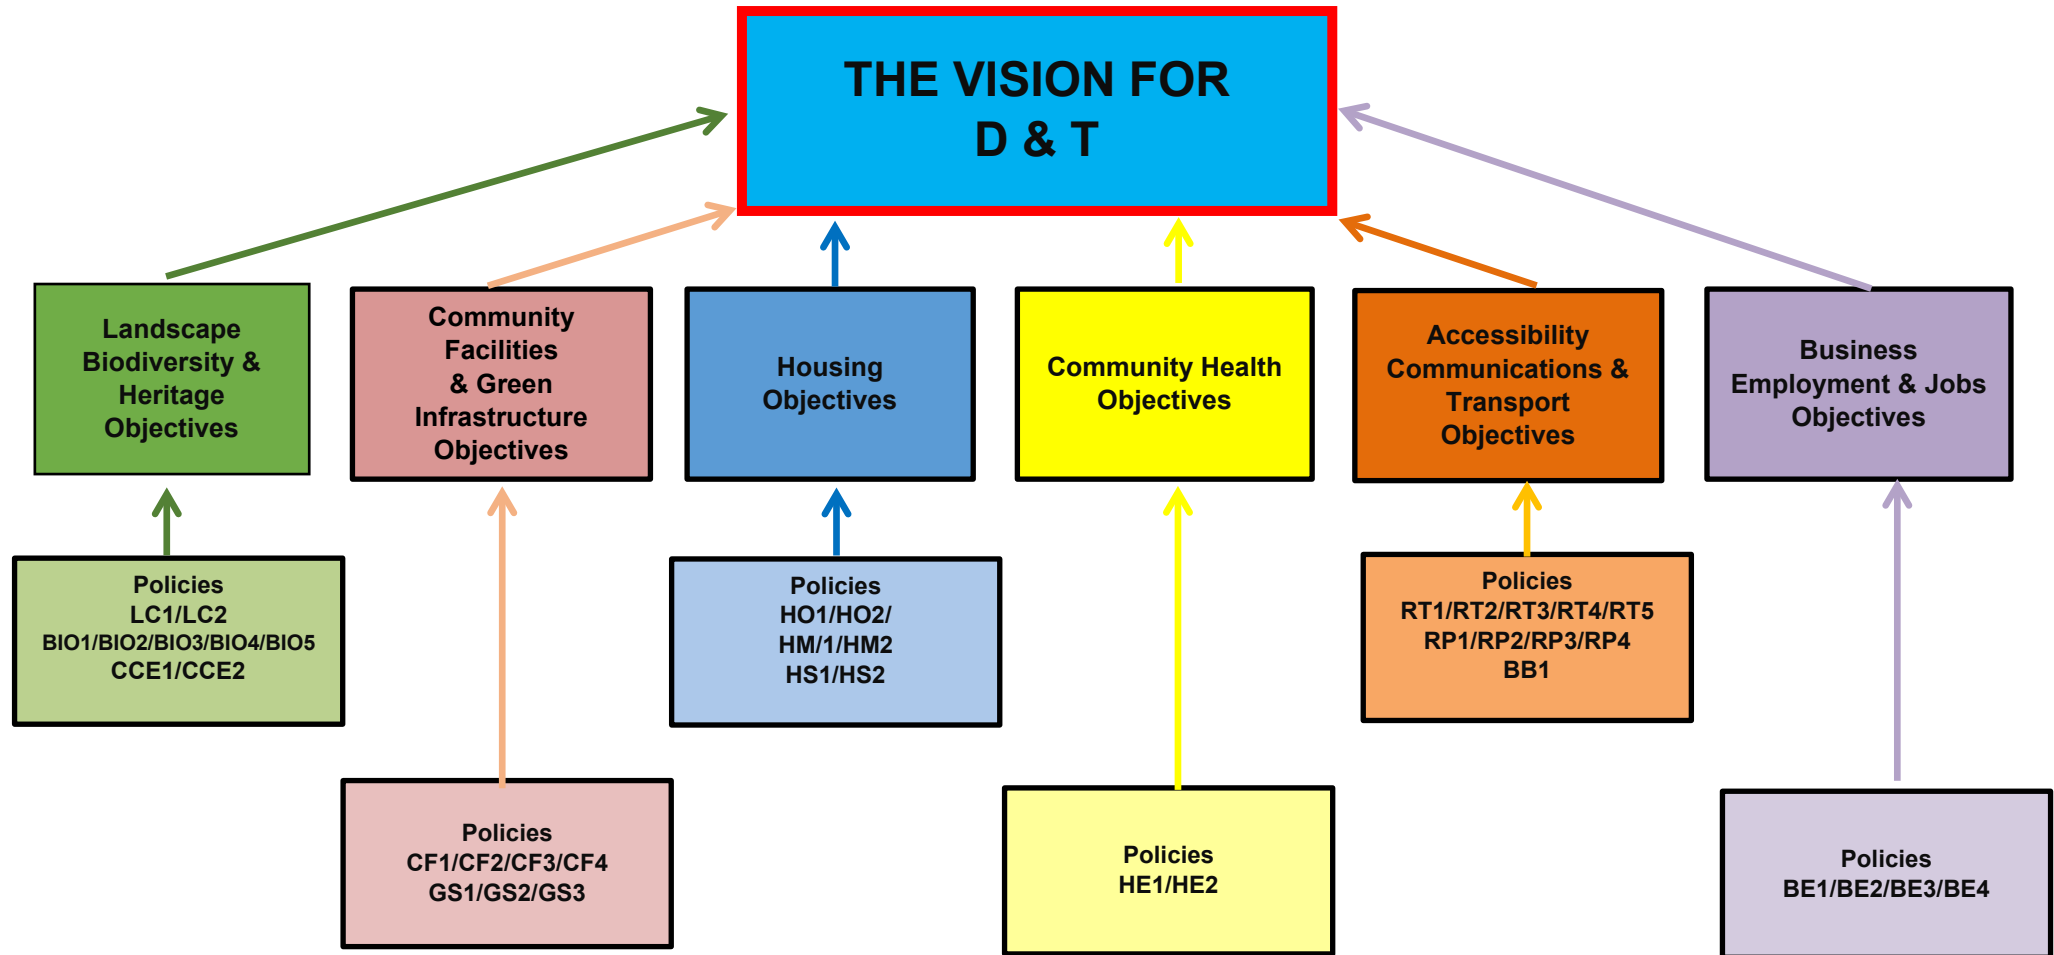 THE VISION FOR
D & T
Landscape
Biodiversity &
Heritage
Objectives
Community
Facilities
& Green
Infrastructure
Objectives
Housing
Objectives
Community Health
Objectives
Accessibility
Communications &
Transport
Objectives
Business
Employment & Jobs
Objectives
Policies
LC1/LC2
BIO1/BIO2/BIO3/BIO4/BIO5
CCE1/CCE2
Policies
HO1/HO2/
HM/1/HM2
HS1/HS2
Policies
RT1/RT2/RT3/RT4/RT5
RP1/RP2/RP3/RP4
BB1
Policies
CF1/CF2/CF3/CF4
GS1/GS2/GS3
Policies
HE1/HE2
Policies
BE1/BE2/BE3/BE4